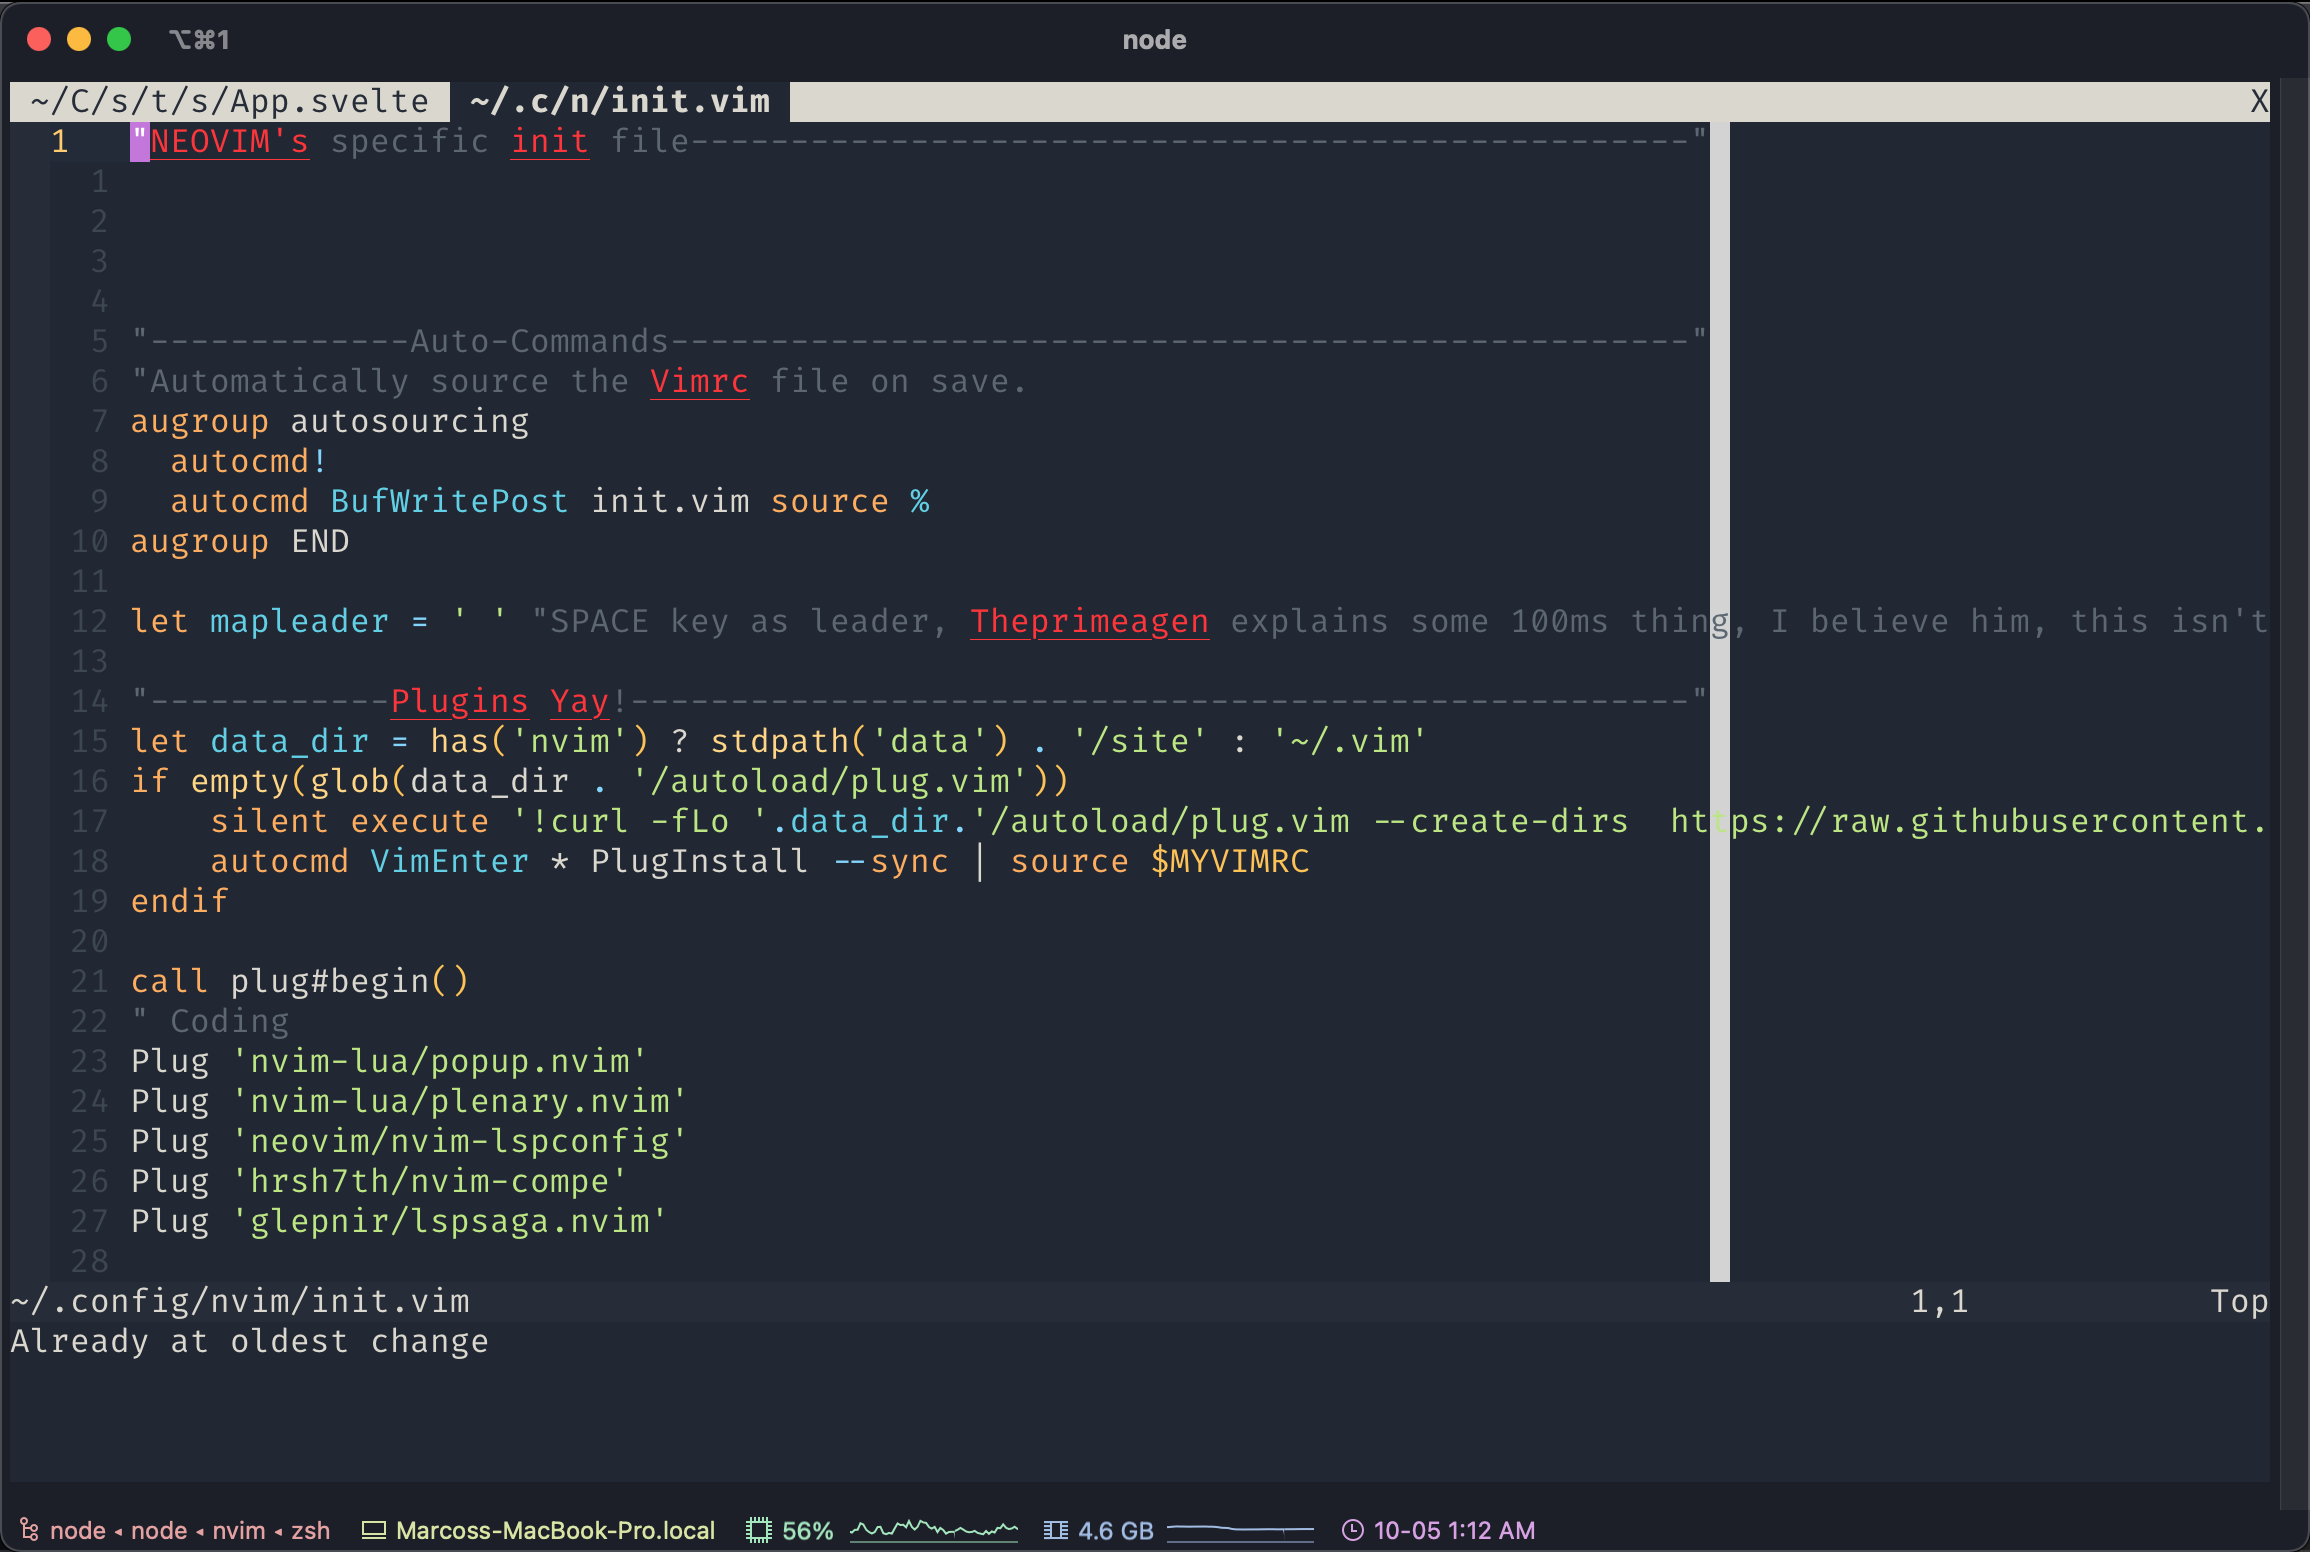 ⌥⌘1 node
~/C/s/t/s/App.svelte ~/.c/n/init.vim X
1 "NEOVIM's specific init file--------------------------------------------------"
1
2
3
4
5 "-------------Auto-Commands---------------------------------------------------"
6 "Automatically source the Vimrc file on save.
7 augroup autosourcing
8   autocmd!
9   autocmd BufWritePost init.vim source %
10 augroup END
11
12 let mapleader = ' ' "SPACE key as leader, Theprimeagen explains some 100ms thing, I believe him, this isn't
13
14 "------------Plugins Yay!-----------------------------------------------------"
15 let data_dir = has('nvim') ? stdpath('data') . '/site' : '~/.vim'
16 if empty(glob(data_dir . '/autoload/plug.vim'))
17     silent execute '!curl -fLo '.data_dir.'/autoload/plug.vim --create-dirs  https://raw.githubusercontent.
18     autocmd VimEnter * PlugInstall --sync | source $MYVIMRC
19 endif
20
21 call plug#begin()
22 " Coding
23 Plug 'nvim-lua/popup.nvim'
24 Plug 'nvim-lua/plenary.nvim'
25 Plug 'neovim/nvim-lspconfig'
26 Plug 'hrsh7th/nvim-compe'
27 Plug 'glepnir/lspsaga.nvim'
28
~/.config/nvim/init.vim 1,1 Top
Already at oldest change
node ◂ node ◂ nvim ◂ zsh Marcoss-MacBook-Pro.local 56% 4.6 GB 10-05 1:12 AM